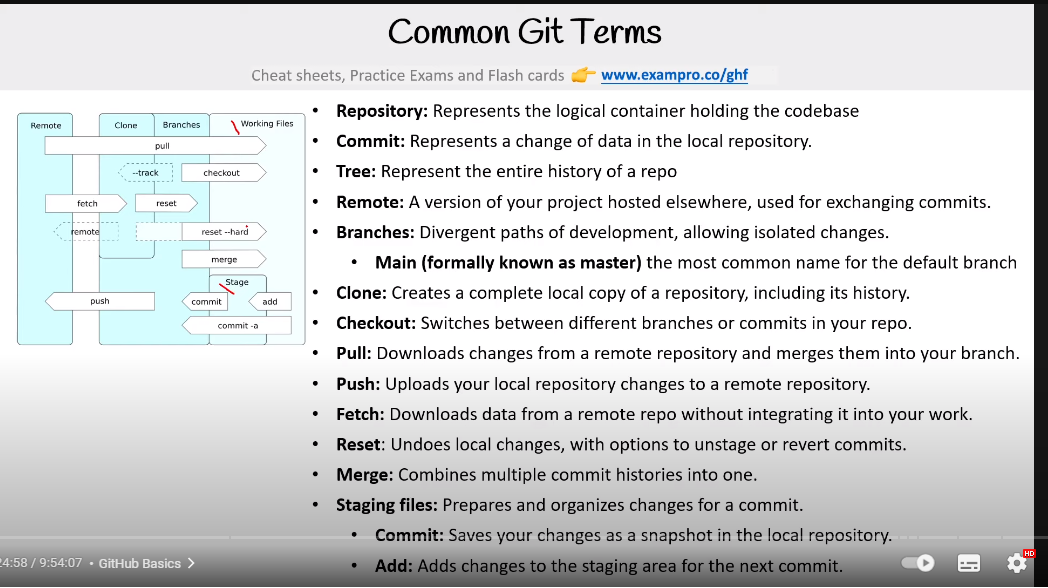 Common Git Terms
Cheat sheets, Practice Exams and Flash cards 👉 www.exampro.co/ghf
Remote
Clone
Branches
Working Files
pull
--track
checkout
fetch
reset
remote
reset --hard
merge
Stage
push
commit
add
commit -a
• Repository: Represents the logical container holding the codebase
• Commit: Represents a change of data in the local repository.
• Tree: Represent the entire history of a repo
• Remote: A version of your project hosted elsewhere, used for exchanging commits.
• Branches: Divergent paths of development, allowing isolated changes.
• Main (formally known as master) the most common name for the default branch
• Clone: Creates a complete local copy of a repository, including its history.
• Checkout: Switches between different branches or commits in your repo.
• Pull: Downloads changes from a remote repository and merges them into your branch.
• Push: Uploads your local repository changes to a remote repository.
• Fetch: Downloads data from a remote repo without integrating it into your work.
• Reset: Undoes local changes, with options to unstage or revert commits.
• Merge: Combines multiple commit histories into one.
• Staging files: Prepares and organizes changes for a commit.
• Commit: Saves your changes as a snapshot in the local repository.
• Add: Adds changes to the staging area for the next commit.
24:58 / 9:54:07 • GitHub Basics >
HD